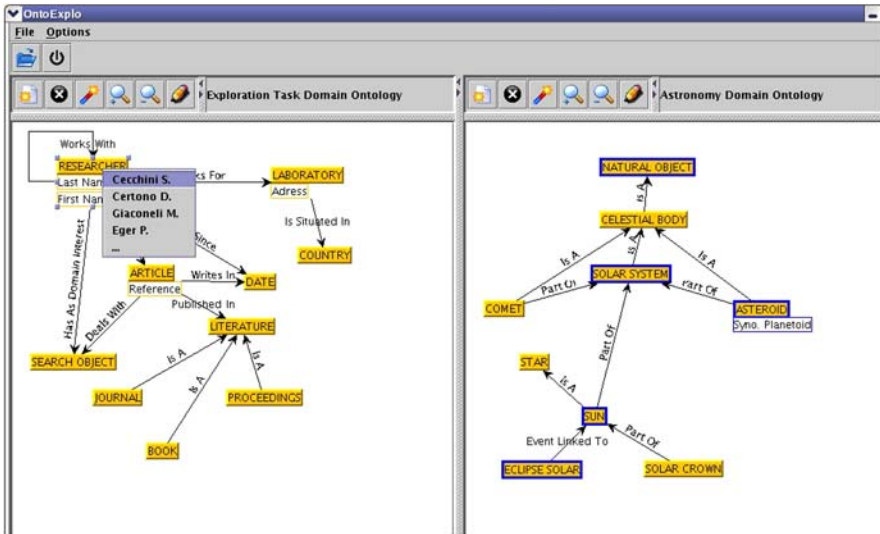 OntoExplo
File Options
Exploration Task Domain Ontology
Works With
RESEARCHER
Last Nam
First Nam
Cecchini S.
Certono D.
Giaconeli M.
Eger P.
...
ks For
LABORATORY
Adress
Is Situated In
COUNTRY
Since
Has As Domain Interest
ARTICLE
Reference
Writes In
DATE
Deals With
Published In
LITERATURE
SEARCH OBJECT
Is A
Is A
Is A
JOURNAL
PROCEEDINGS
BOOK
Astronomy Domain Ontology
NATURAL OBJECT
Is A
CELESTIAL BODY
Is A
Is A
Is A
SOLAR SYSTEM
Part Of
Part Of
COMET
ASTEROID
Syno. Planetoid
Part Of
STAR
Is A
SUN
Event Linked To
Part Of
ECLIPSE SOLAR
SOLAR CROWN